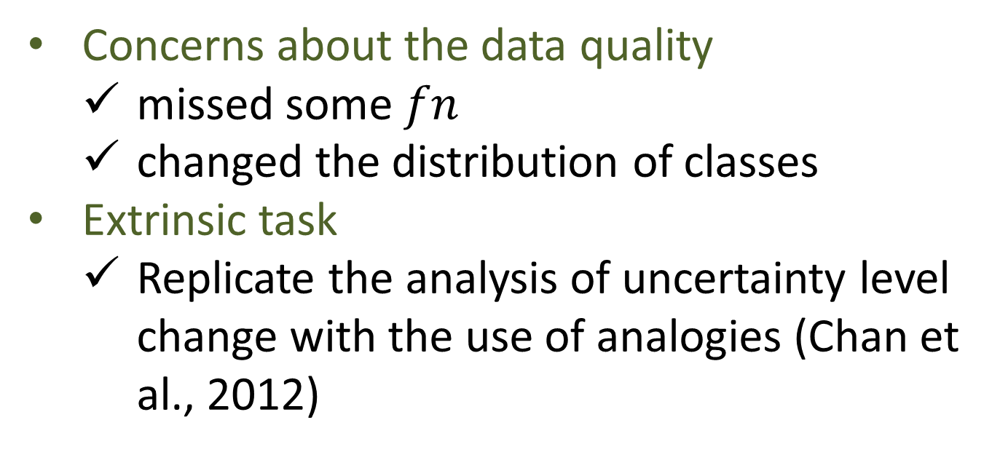 • Concerns about the data quality
✓ missed some fn
✓ changed the distribution of classes
• Extrinsic task
✓ Replicate the analysis of uncertainty level
change with the use of analogies (Chan et
al., 2012)